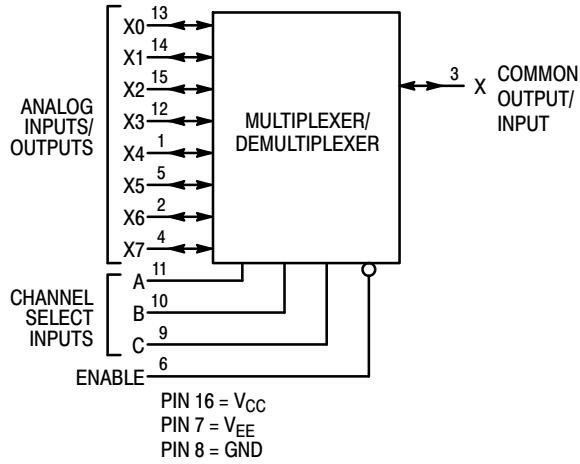 X0 13
X1 14
X2 15
X3 12
X4 1
X5 5
X6 2
X7 4
ANALOG
INPUTS/
OUTPUTS
MULTIPLEXER/
DEMULTIPLEXER
3 X
COMMON
OUTPUT/
INPUT
A 11
B 10
C 9
CHANNEL
SELECT
INPUTS
ENABLE 6
PIN 16 = VCC
PIN 7 = VEE
PIN 8 = GND